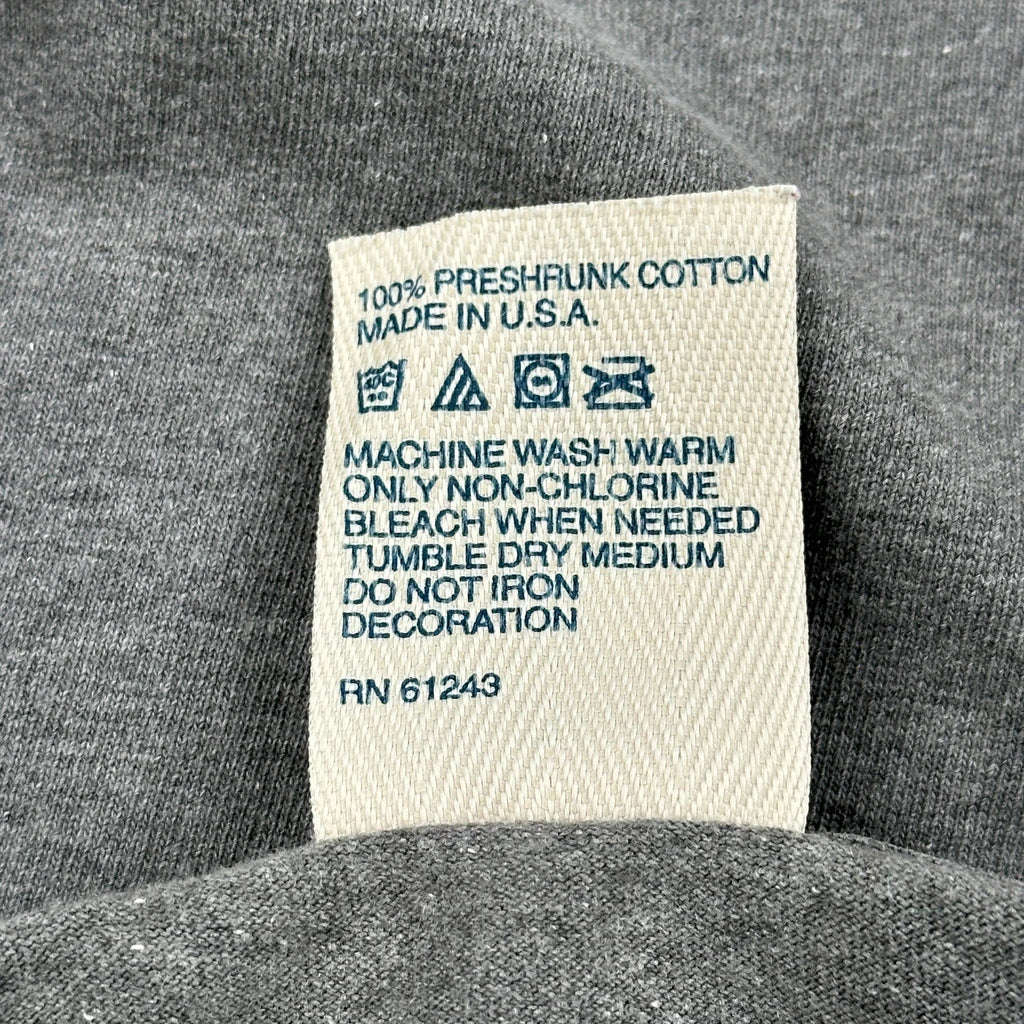 100% PRESHRUNK COTTON
MADE IN U.S.A.
40C
MACHINE WASH WARM
ONLY NON-CHLORINE
BLEACH WHEN NEEDED
TUMBLE DRY MEDIUM
DO NOT IRON
DECORATION
RN 61243